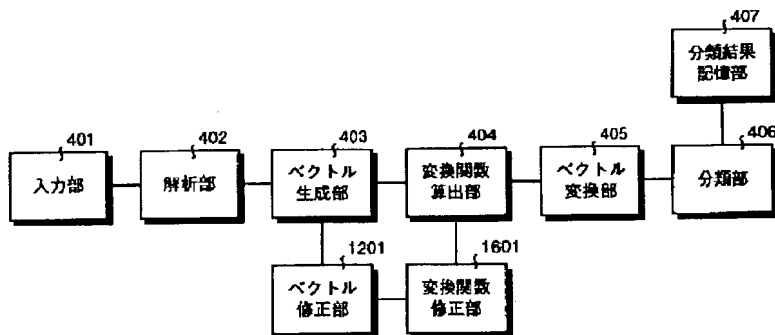 407
分類結果
記憶部
401
402
403
404
405
406
入力部
解析部
ベクトル
生成部
変換関数
算出部
ベクトル
変換部
分類部
1201
1601
ベクトル
修正部
変換関数
修正部